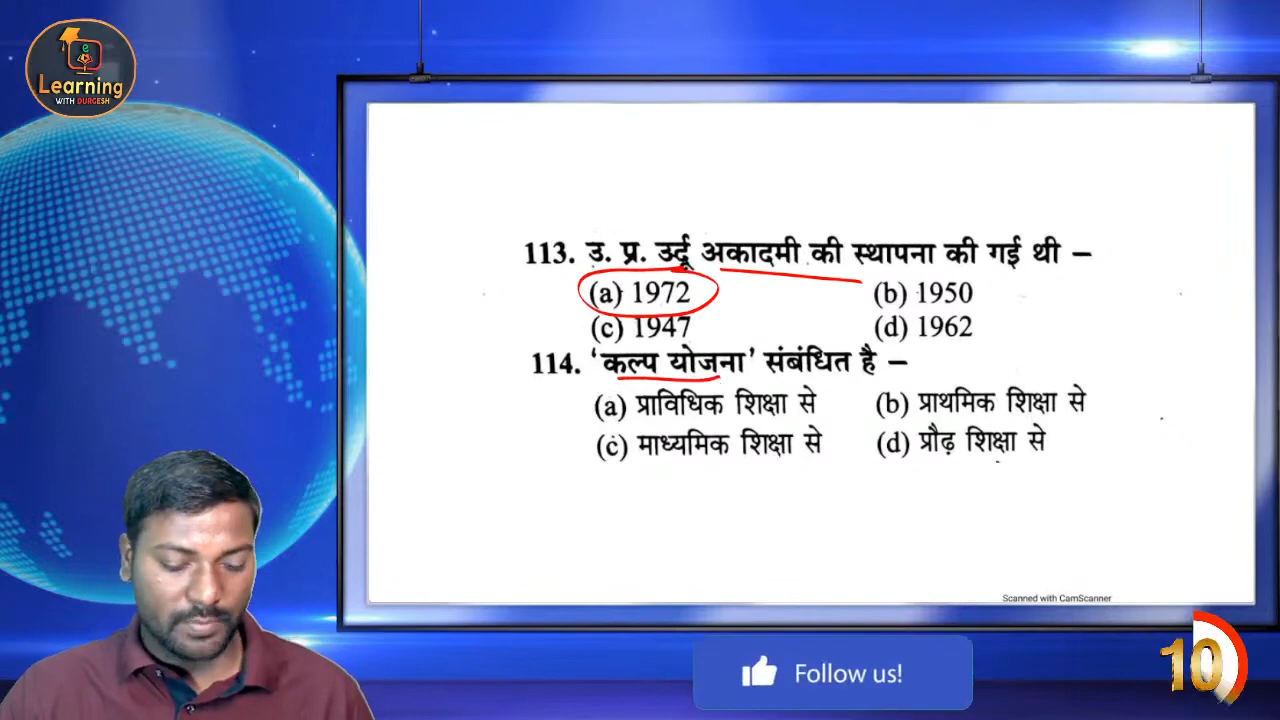 e
Learning
WITH DURGESH
113. उ. प्र. उर्दू अकादमी की स्थापना की गई थी –
(a) 1972 (b) 1950
(c) 1947 (d) 1962
114. ‘कल्प योजना’ संबंधित है –
(a) प्राविधिक शिक्षा से (b) प्राथमिक शिक्षा से
(c) माध्यमिक शिक्षा से (d) प्रौढ़ शिक्षा से
Scanned with CamScanner
Follow us!
10